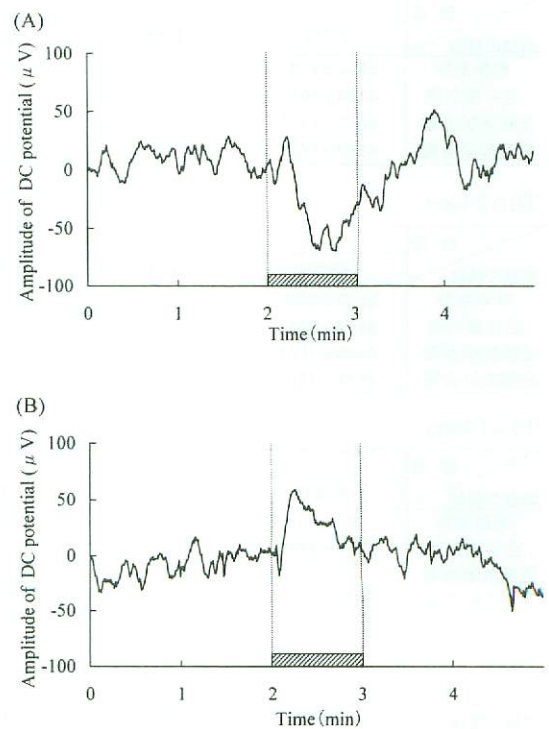 (A)
Amplitude of DC potential (μV)
100
50
0
-50
-100
0 1 2 3 4
Time(min)
(B)
Amplitude of DC potential (μV)
100
50
0
-50
-100
0 1 2 3 4
Time(min)